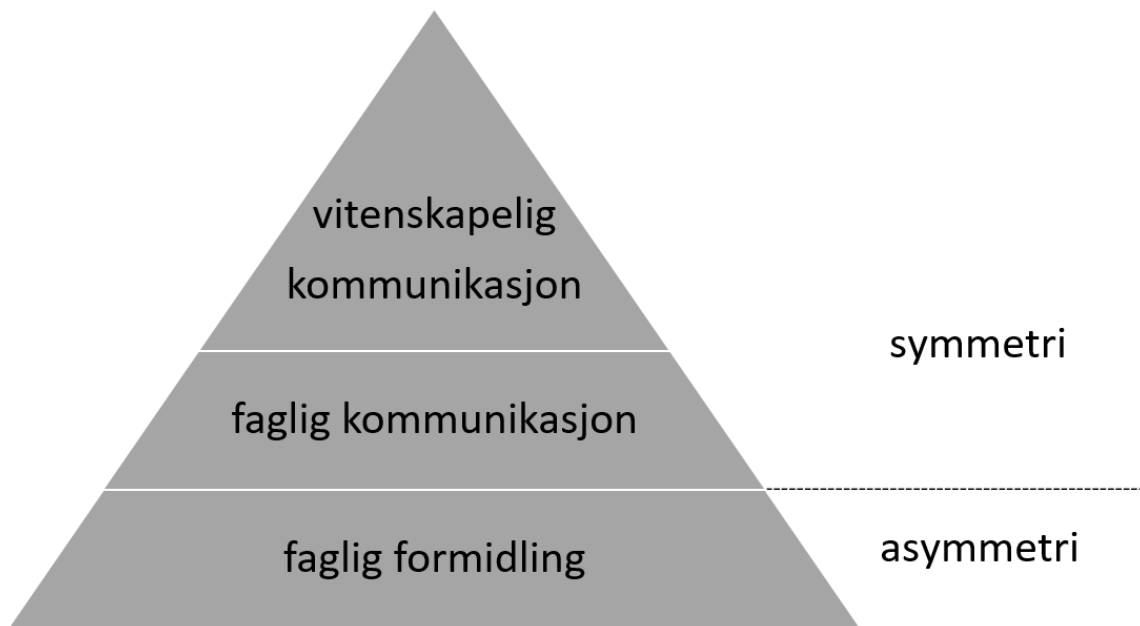 vitenskapelig
kommunikasjon
symmetri
faglig kommunikasjon
asymmetri
faglig formidling